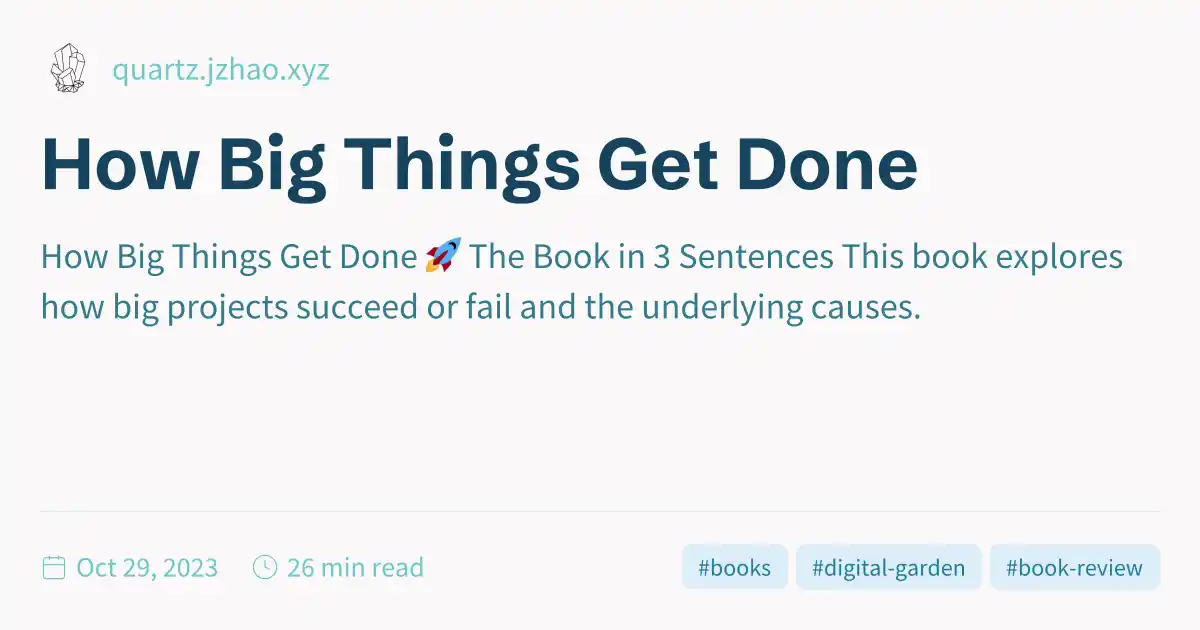 quartz.jzhao.xyz
How Big Things Get Done
How Big Things Get Done 🚀 The Book in 3 Sentences This book explores
how big projects succeed or fail and the underlying causes.
Oct 29, 2023 26 min read #books #digital-garden #book-review